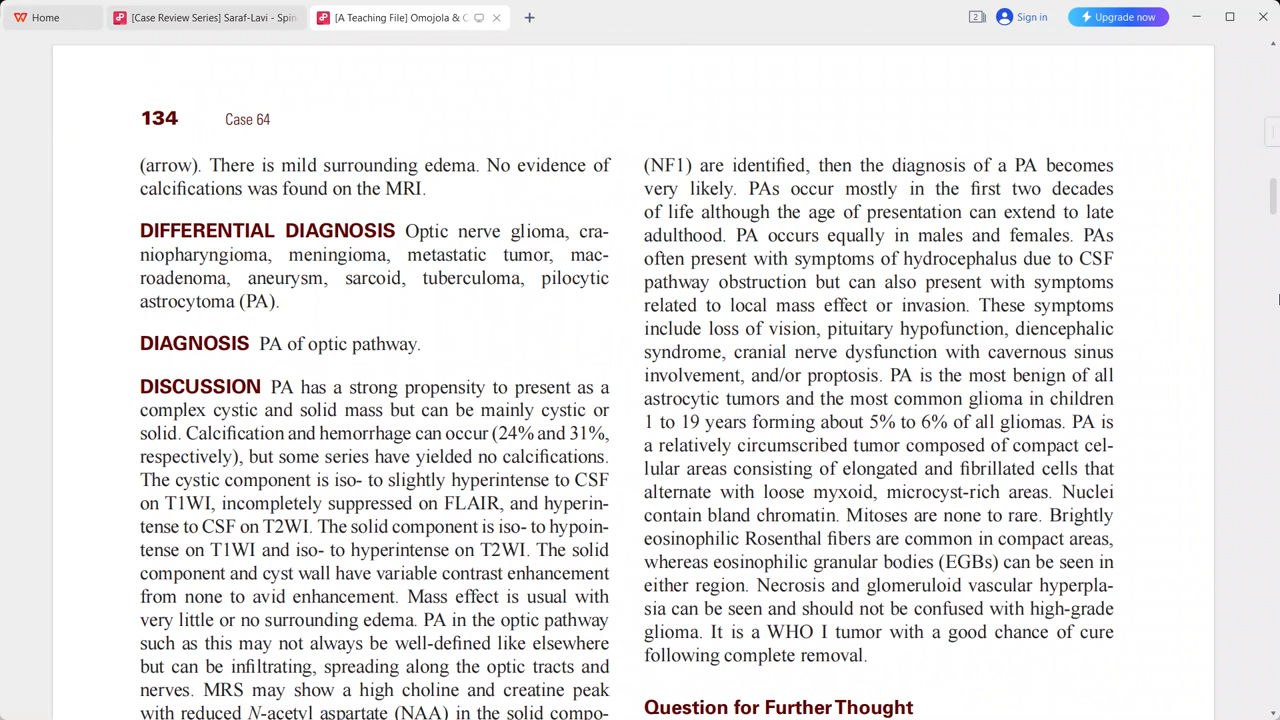 Home
[Case Review Series] Saraf-Lavi - Spin
[A Teaching File] Omojola & C
2
Sign in
Upgrade now
134 Case 64
(arrow). There is mild surrounding edema. No evidence of
calcifications was found on the MRI.
DIFFERENTIAL DIAGNOSIS Optic nerve glioma, cra-
niopharyngioma, meningioma, metastatic tumor, mac-
roadenoma, aneurysm, sarcoid, tuberculoma, pilocytic
astrocytoma (PA).
DIAGNOSIS PA of optic pathway.
DISCUSSION PA has a strong propensity to present as a
complex cystic and solid mass but can be mainly cystic or
solid. Calcification and hemorrhage can occur (24% and 31%,
respectively), but some series have yielded no calcifications.
The cystic component is iso- to slightly hyperintense to CSF
on T1WI, incompletely suppressed on FLAIR, and hyperin-
tense to CSF on T2WI. The solid component is iso- to hypoin-
tense on T1WI and iso- to hyperintense on T2WI. The solid
component and cyst wall have variable contrast enhancement
from none to avid enhancement. Mass effect is usual with
very little or no surrounding edema. PA in the optic pathway
such as this may not always be well-defined like elsewhere
but can be infiltrating, spreading along the optic tracts and
nerves. MRS may show a high choline and creatine peak
with reduced N-acetyl aspartate (NAA) in the solid compo-
(NF1) are identified, then the diagnosis of a PA becomes
very likely. PAs occur mostly in the first two decades
of life although the age of presentation can extend to late
adulthood. PA occurs equally in males and females. PAs
often present with symptoms of hydrocephalus due to CSF
pathway obstruction but can also present with symptoms
related to local mass effect or invasion. These symptoms
include loss of vision, pituitary hypofunction, diencephalic
syndrome, cranial nerve dysfunction with cavernous sinus
involvement, and/or proptosis. PA is the most benign of all
astrocytic tumors and the most common glioma in children
1 to 19 years forming about 5% to 6% of all gliomas. PA is
a relatively circumscribed tumor composed of compact cel-
lular areas consisting of elongated and fibrillated cells that
alternate with loose myxoid, microcyst-rich areas. Nuclei
contain bland chromatin. Mitoses are none to rare. Brightly
eosinophilic Rosenthal fibers are common in compact areas,
whereas eosinophilic granular bodies (EGBs) can be seen in
either region. Necrosis and glomeruloid vascular hyperpla-
sia can be seen and should not be confused with high-grade
glioma. It is a WHO I tumor with a good chance of cure
following complete removal.
Question for Further Thought